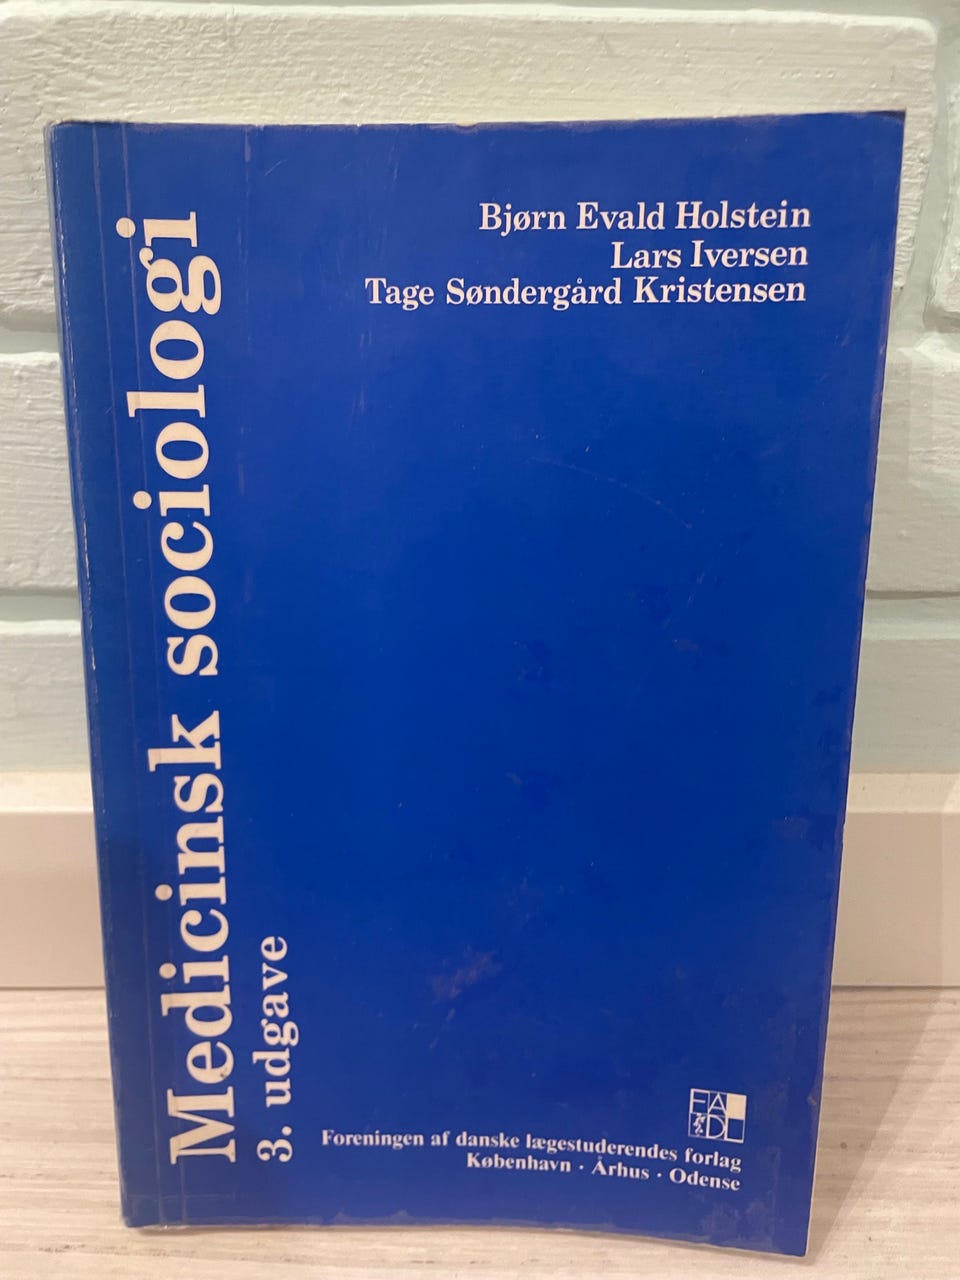 Bjørn Evald Holstein
Lars Iversen
Tage Søndergård Kristensen
Medicinsk sociologi
3. udgave
FADL
Foreningen af danske lægestuderendes forlag
København · Århus · Odense